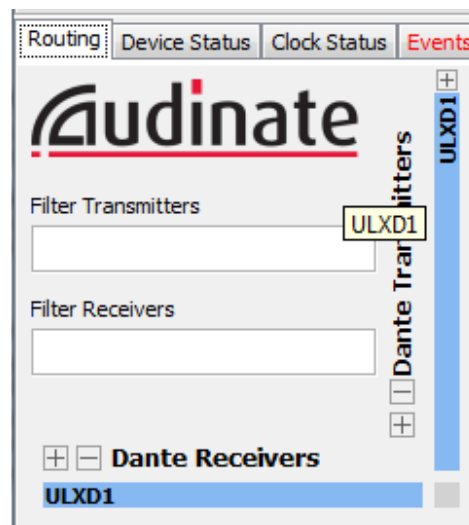 Routing Device Status Clock Status Events
Audinate
Filter Transmitters
ULXD1
Filter Receivers
Dante Transmitters
ULXD1
Dante Receivers
ULXD1